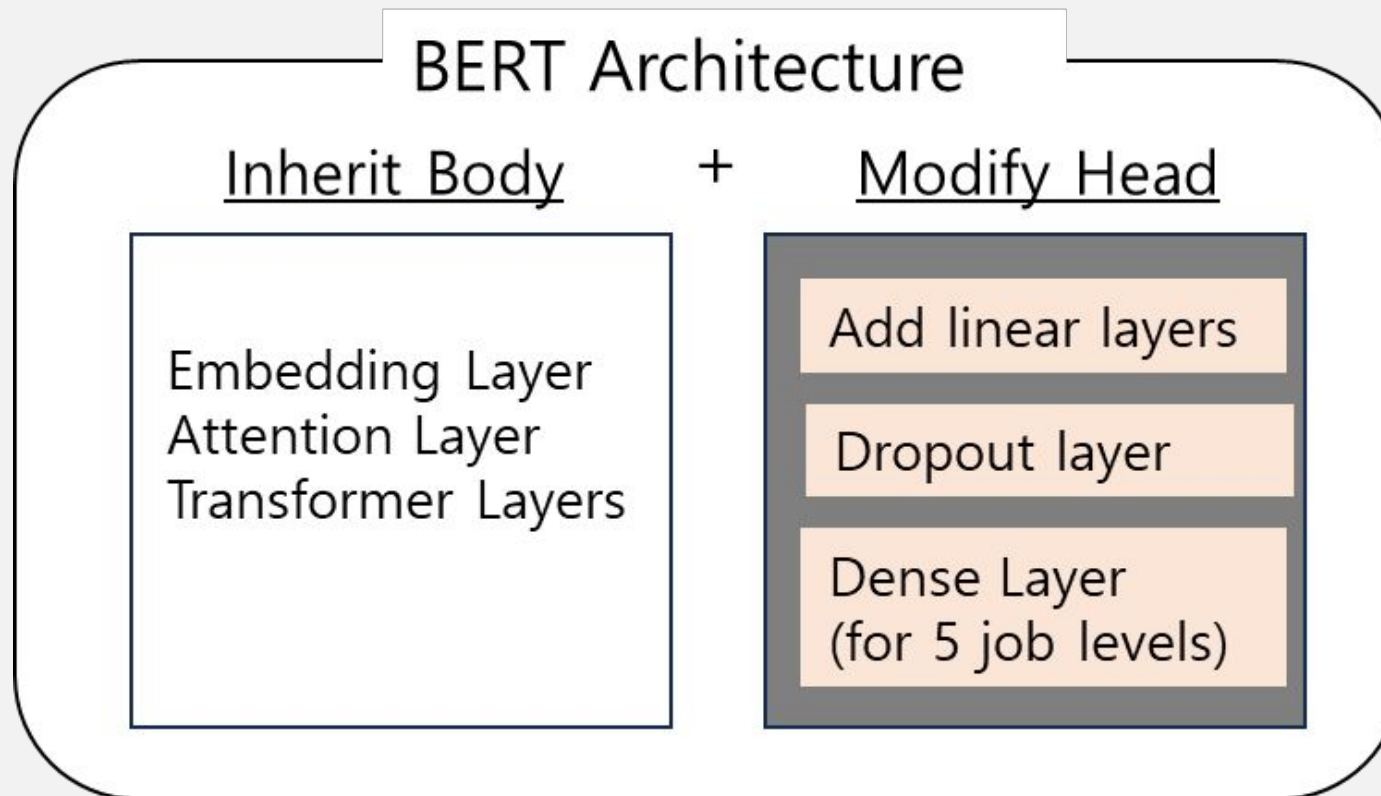 BERT Architecture
Inherit Body + Modify Head
Embedding Layer
Attention Layer
Transformer Layers
Add linear layers
Dropout layer
Dense Layer
(for 5 job levels)